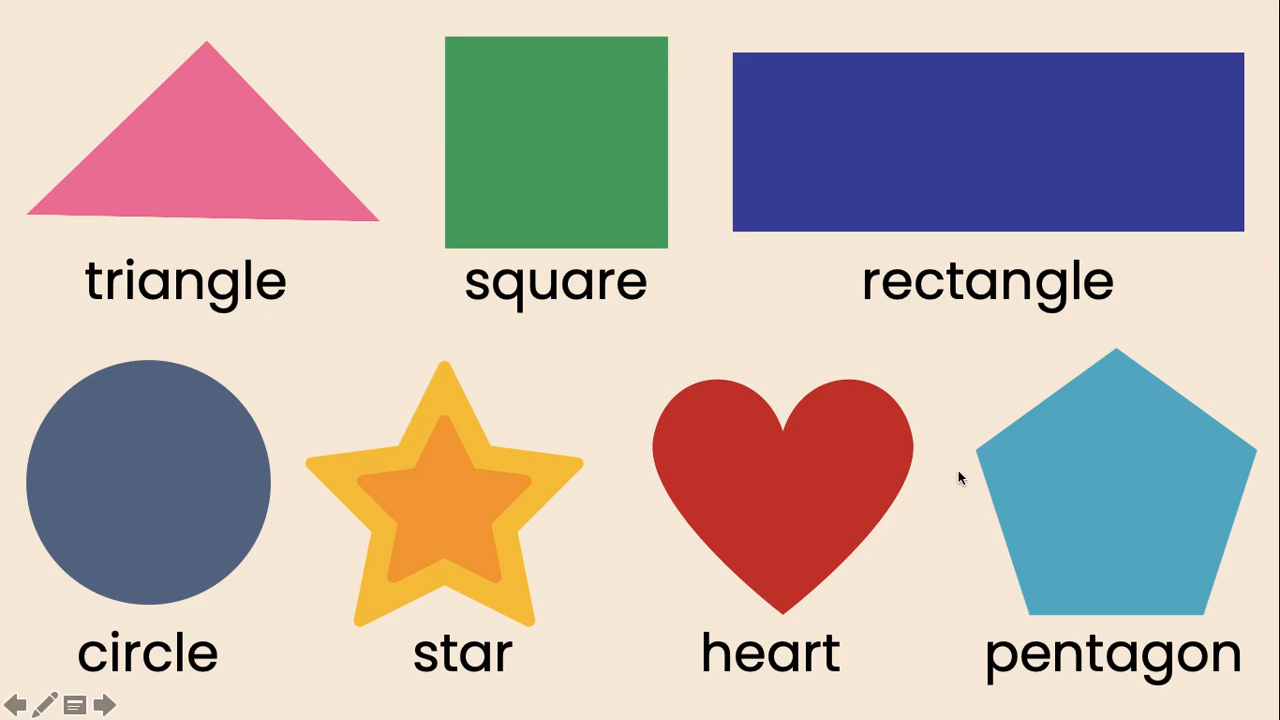 triangle
square
rectangle
circle
star
heart
pentagon